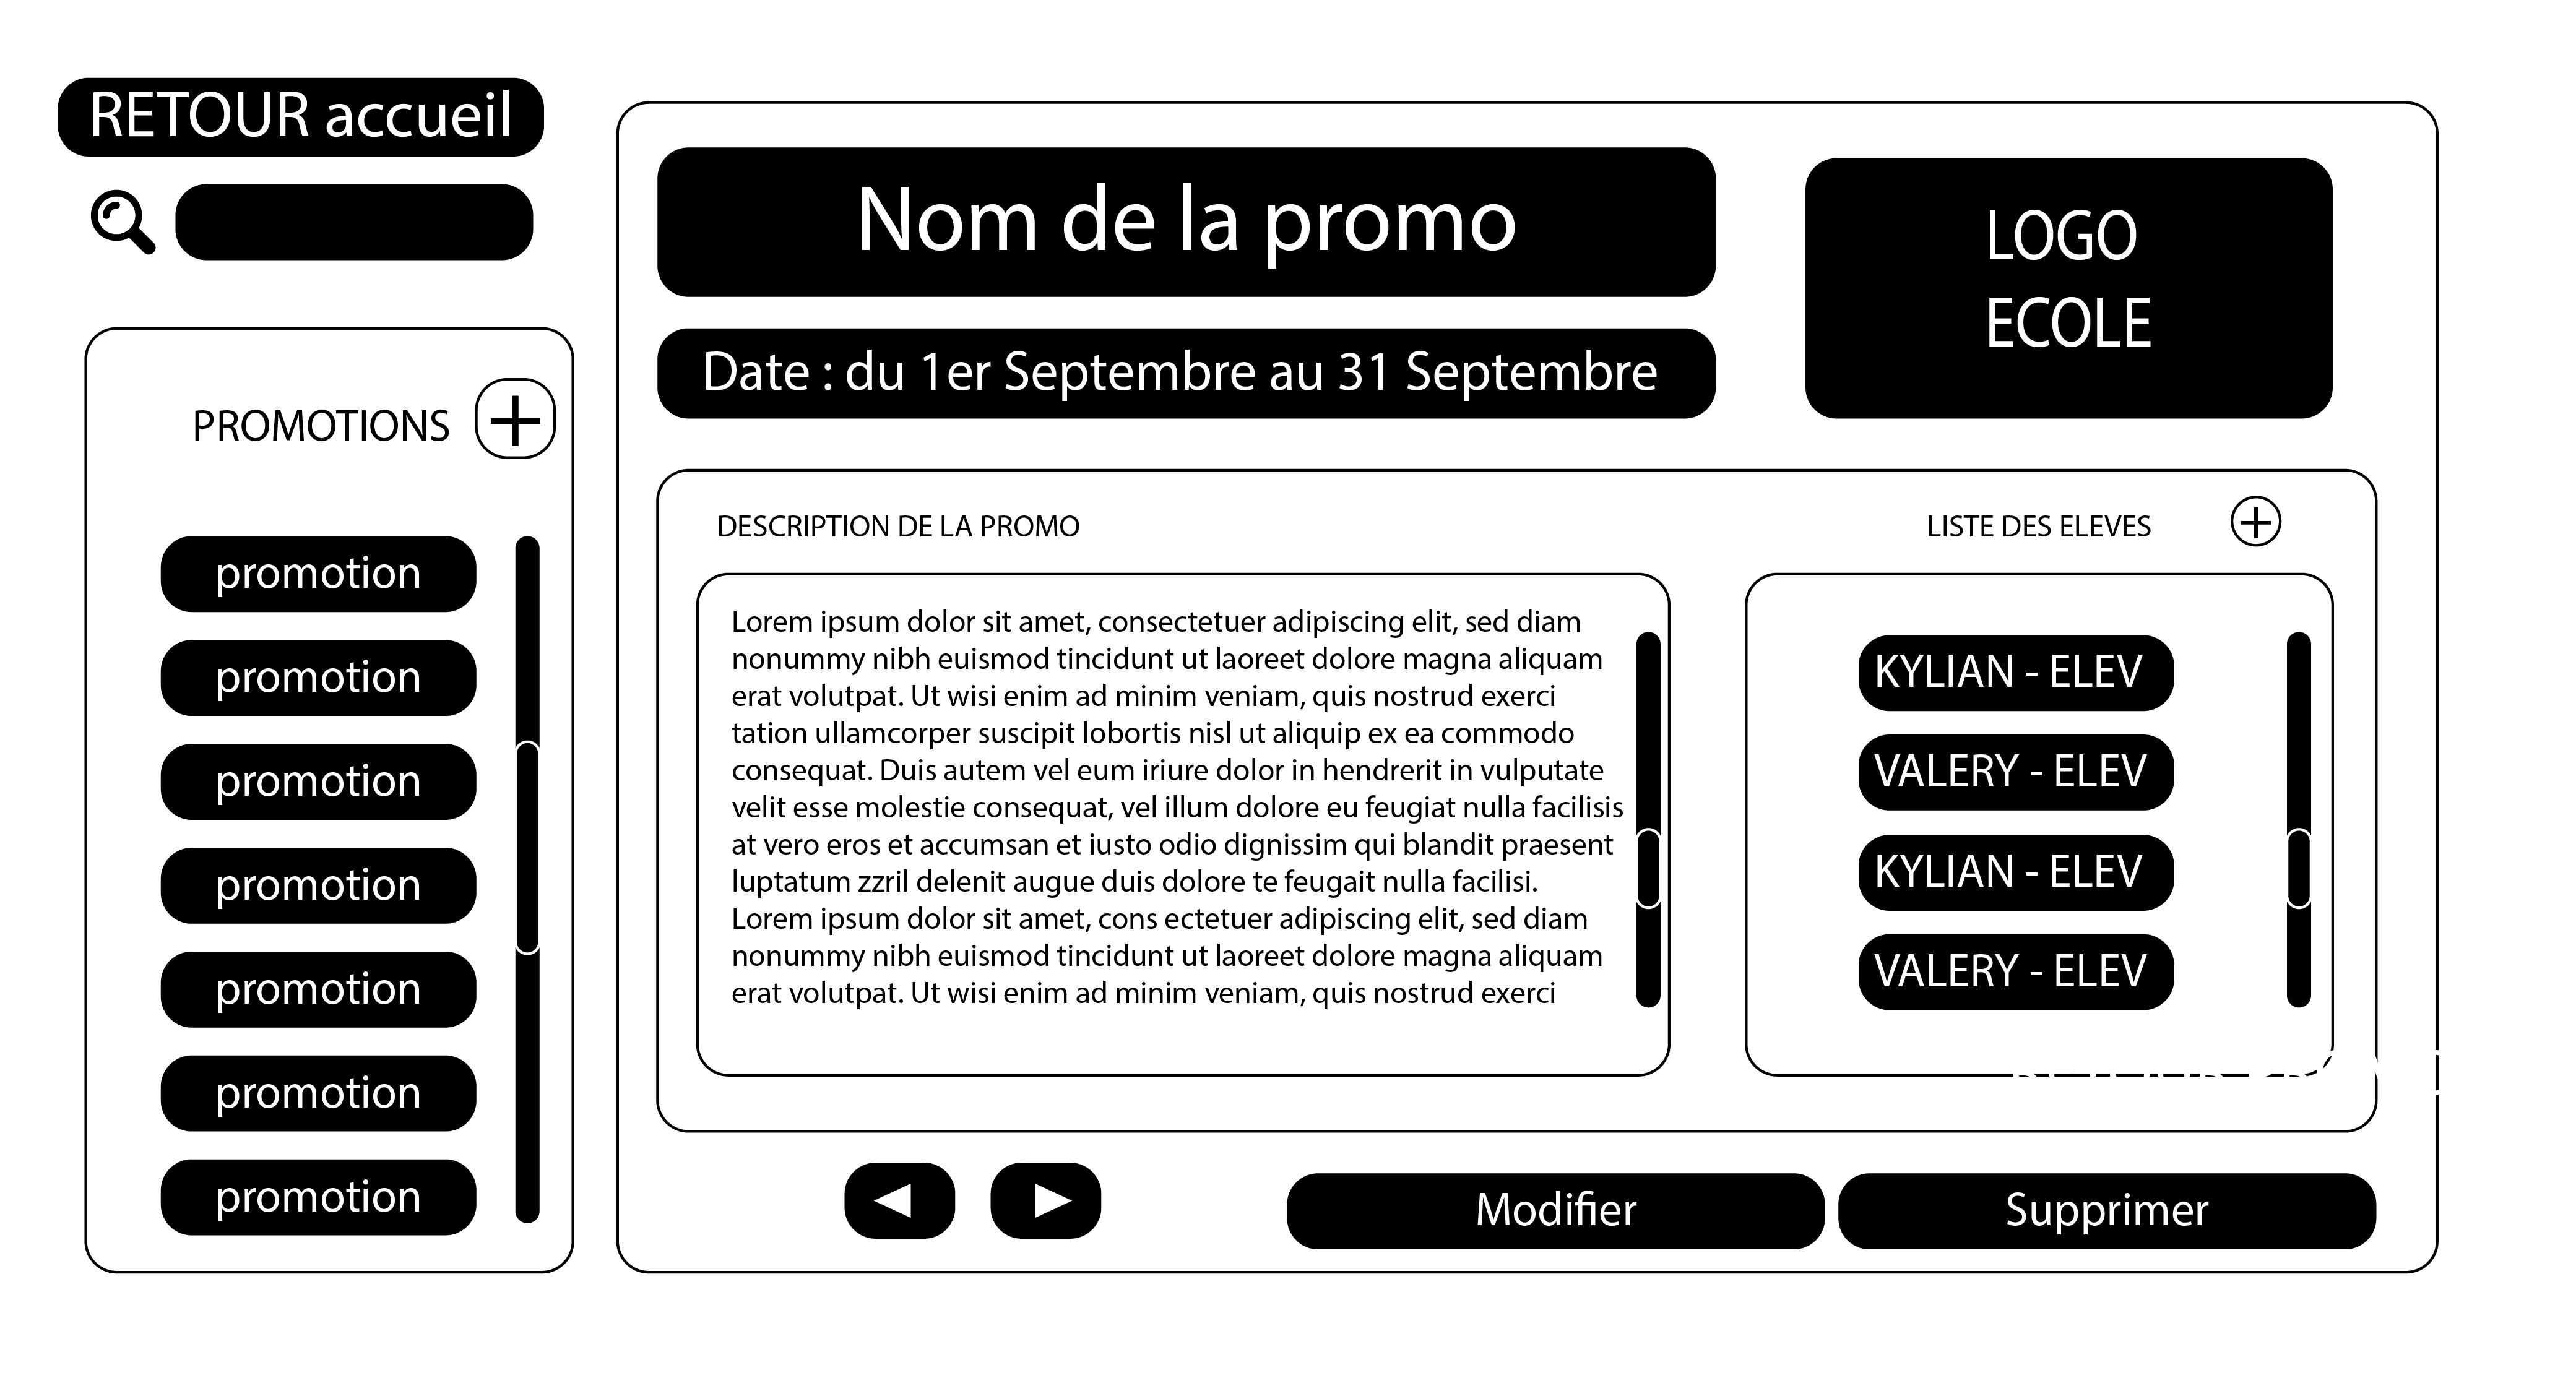 RETOUR accueil
PROMOTIONS
promotion
promotion
promotion
promotion
promotion
promotion
promotion
Nom de la promo
Date : du 1er Septembre au 31 Septembre
LOGO
ECOLE
DESCRIPTION DE LA PROMO
Lorem ipsum dolor sit amet, consectetuer adipiscing elit, sed diam
nonummy nibh euismod tincidunt ut laoreet dolore magna aliquam
erat volutpat. Ut wisi enim ad minim veniam, quis nostrud exerci
tation ullamcorper suscipit lobortis nisl ut aliquip ex ea commodo
consequat. Duis autem vel eum iriure dolor in hendrerit in vulputate
velit esse molestie consequat, vel illum dolore eu feugiat nulla facilisis
at vero eros et accumsan et iusto odio dignissim qui blandit praesent
luptatum zzril delenit augue duis dolore te feugait nulla facilisi.
Lorem ipsum dolor sit amet, cons ectetuer adipiscing elit, sed diam
nonummy nibh euismod tincidunt ut laoreet dolore magna aliquam
erat volutpat. Ut wisi enim ad minim veniam, quis nostrud exerci
LISTE DES ELEVES
KYLIAN - ELEV
VALERY - ELEV
KYLIAN - ELEV
VALERY - ELEV
Modifier
Supprimer